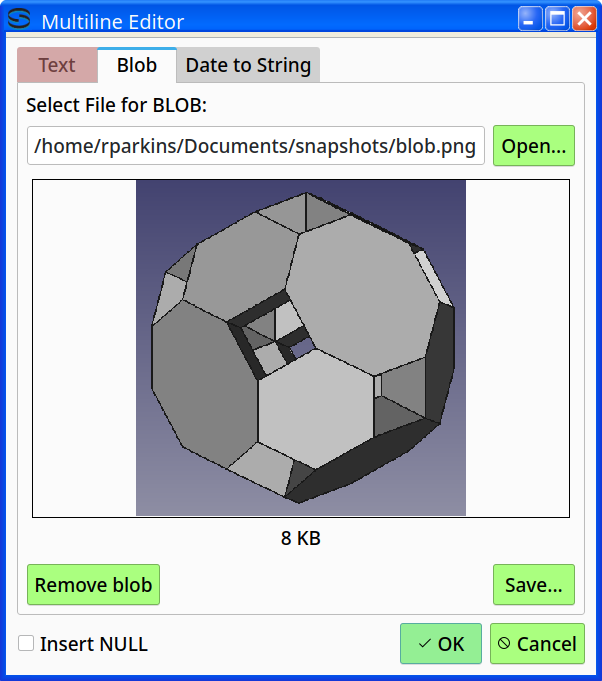 Multiline Editor
Text Blob Date to String
Select File for BLOB:
/home/rparkins/Documents/snapshots/blob.png Open...
8 KB
Remove blob Save...
Insert NULL OK Cancel